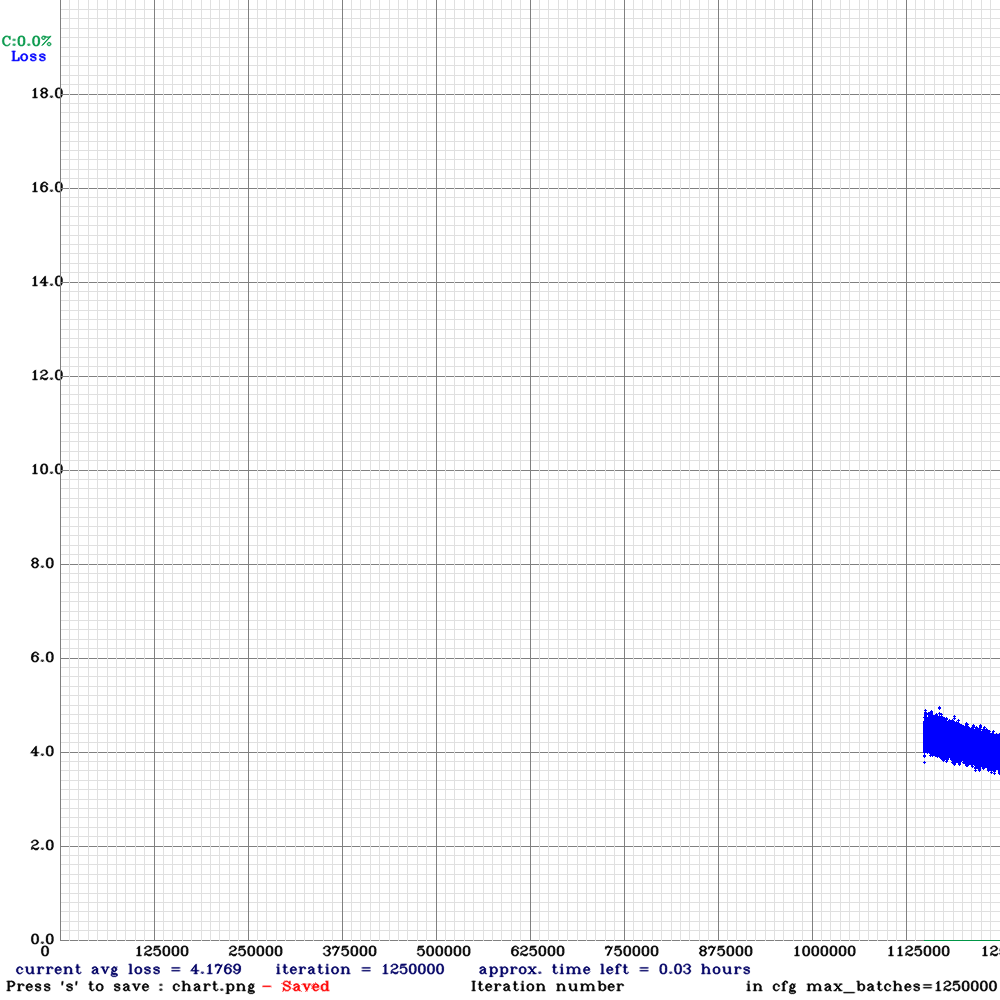 C:0.0%
Loss
18.0
16.0
14.0
12.0
10.0
8.0
6.0
4.0
2.0
0.0
0 125000 250000 375000 500000 625000 750000 875000 1000000 1125000 125
current avg loss = 4.1769 iteration = 1250000 approx. time left = 0.03 hours
Press 's' to save : chart.png - Saved Iteration number in cfg max_batches=1250000